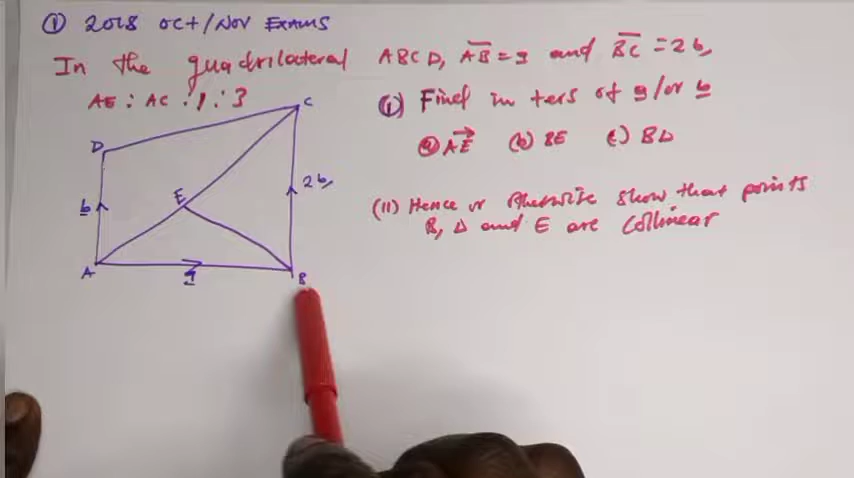 ① 2018 Oct/Nov Exams
In the quadrilateral ABCD, AB = a and BC = 2b,
AE : AC : 1 : 3
(i) Find in ters of a/or b
(a) AE (b) BE (c) BD
(ii) Hence or otherwise show that points
B, D and E are collinear
C
D
E
2b,
b
A
a
B